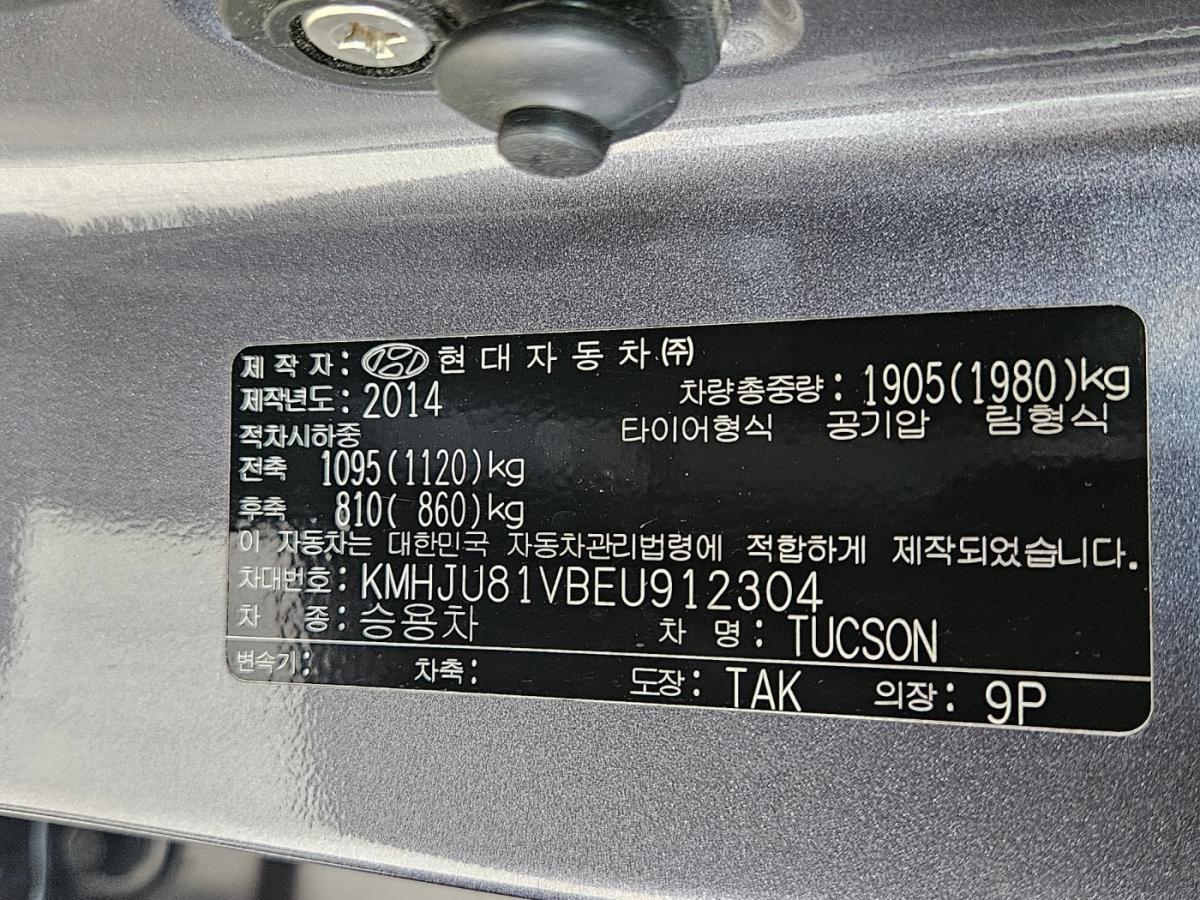 제 작 자 : 현 대 자 동 차 ㈜
제작년도 : 2014 차량총중량 : 1905(1980)kg
적차시하중 타이어형식 공기압 림형식
전축 1095(1120)kg
후축 810( 860)kg
이 자동차는 대한민국 자동차관리법령에 적합하게 제작되었습니다.
차대번호 : KMHJU81VBEU912304
차 종 : 승용차 차 명 : TUCSON
변속기 : 차축 : 도장 : TAK 의장 : 9P